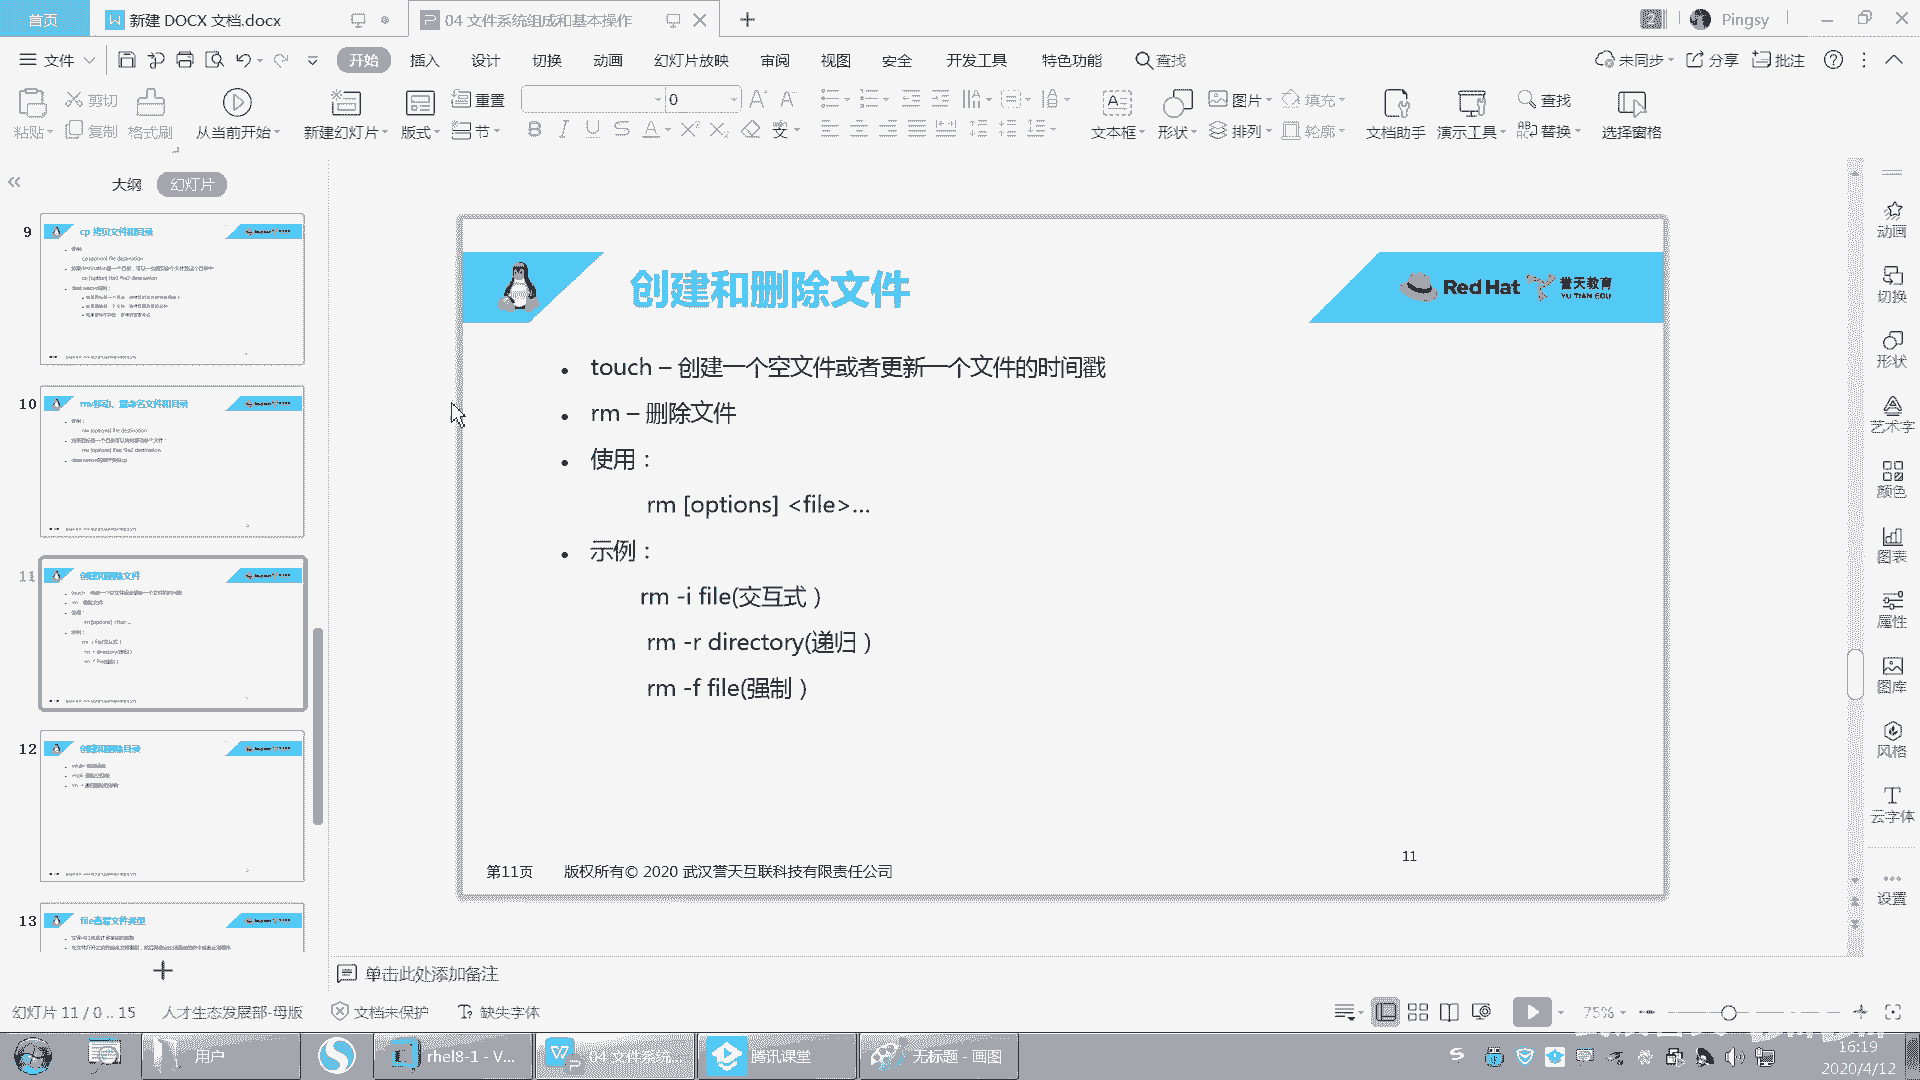 首页
新建 DOCX 文档.docx
04 文件系统组成和基本操作
2
Pingsy
文件
开始
插入
设计
切换
动画
幻灯片放映
审阅
视图
安全
开发工具
特色功能
查找
未同步
分享
批注
粘贴
剪切
复制
格式刷
从当前开始
新建幻灯片
版式
重置
节
0
文本框
形状
图片
排列
填充
轮廓
文档助手
演示工具
查找
替换
选择窗格
大纲
幻灯片
9
cp 拷贝文件和目录
10
mv移动、重命名文件和目录
11
创建和删除文件
12
创建和删除目录
13
file查看文件类型
创建和删除文件
Red Hat
誉天教育
YU TIAN EDU
touch – 创建一个空文件或者更新一个文件的时间戳
rm – 删除文件
使用：
rm [options] <file>...
示例：
rm -i file(交互式 )
rm -r directory(递归 )
rm -f file(强制 )
第11页
版权所有© 2020 武汉誉天互联科技有限责任公司
11
动画
切换
形状
艺术字
颜色
图表
属性
图库
风格
云字体
设置
单击此处添加备注
幻灯片 11 / 0 .. 15
人才生态发展部-母版
文档未保护
缺失字体
75%
用户
rhel8-1 - V...
04 文件系统...
腾讯课堂
无标题 - 画图
16:19
2020/4/12